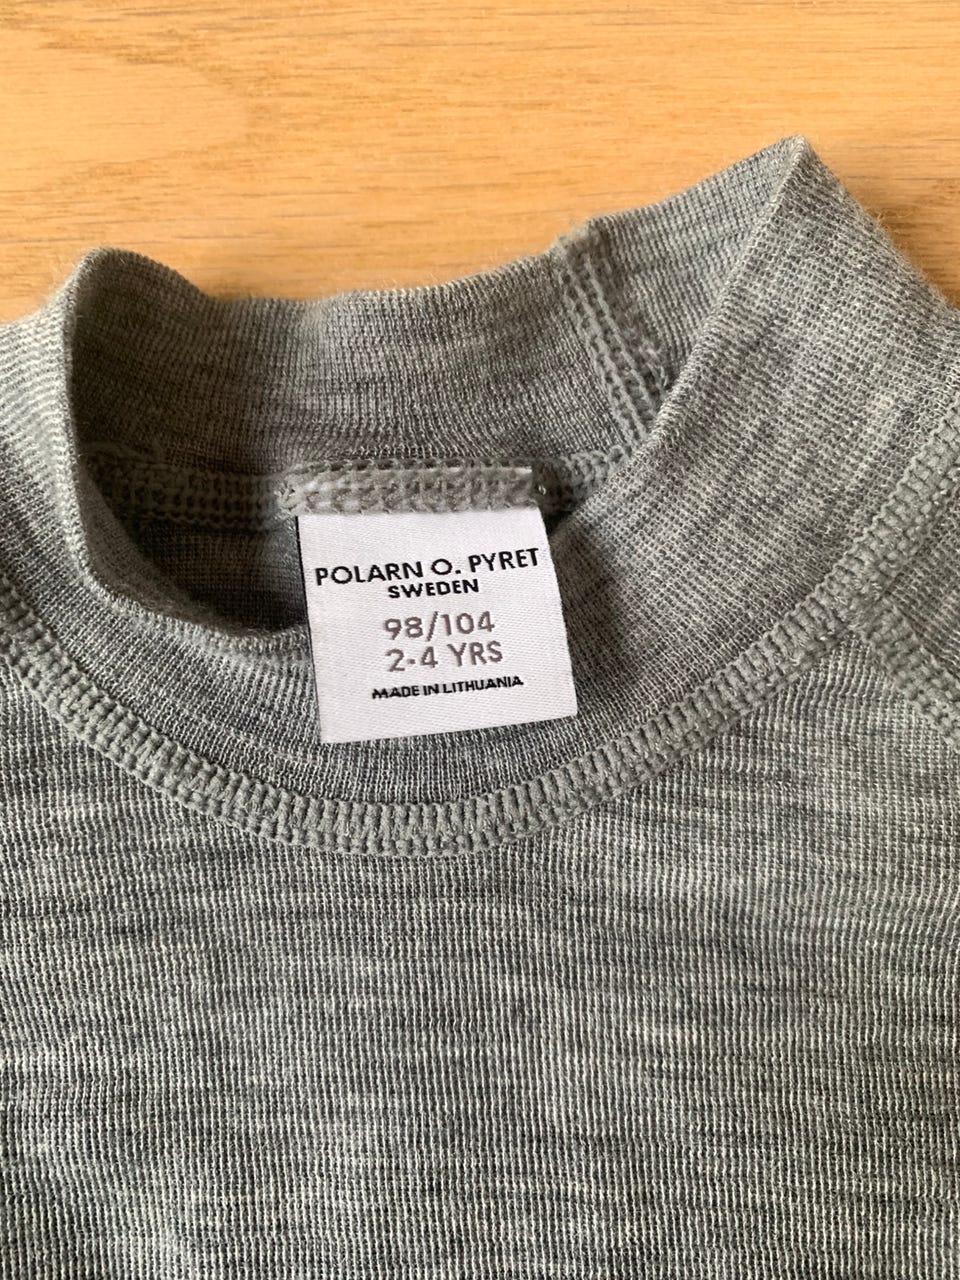 POLARN O. PYRET
SWEDEN
98/104
2-4 YRS
MADE IN LITHUANIA